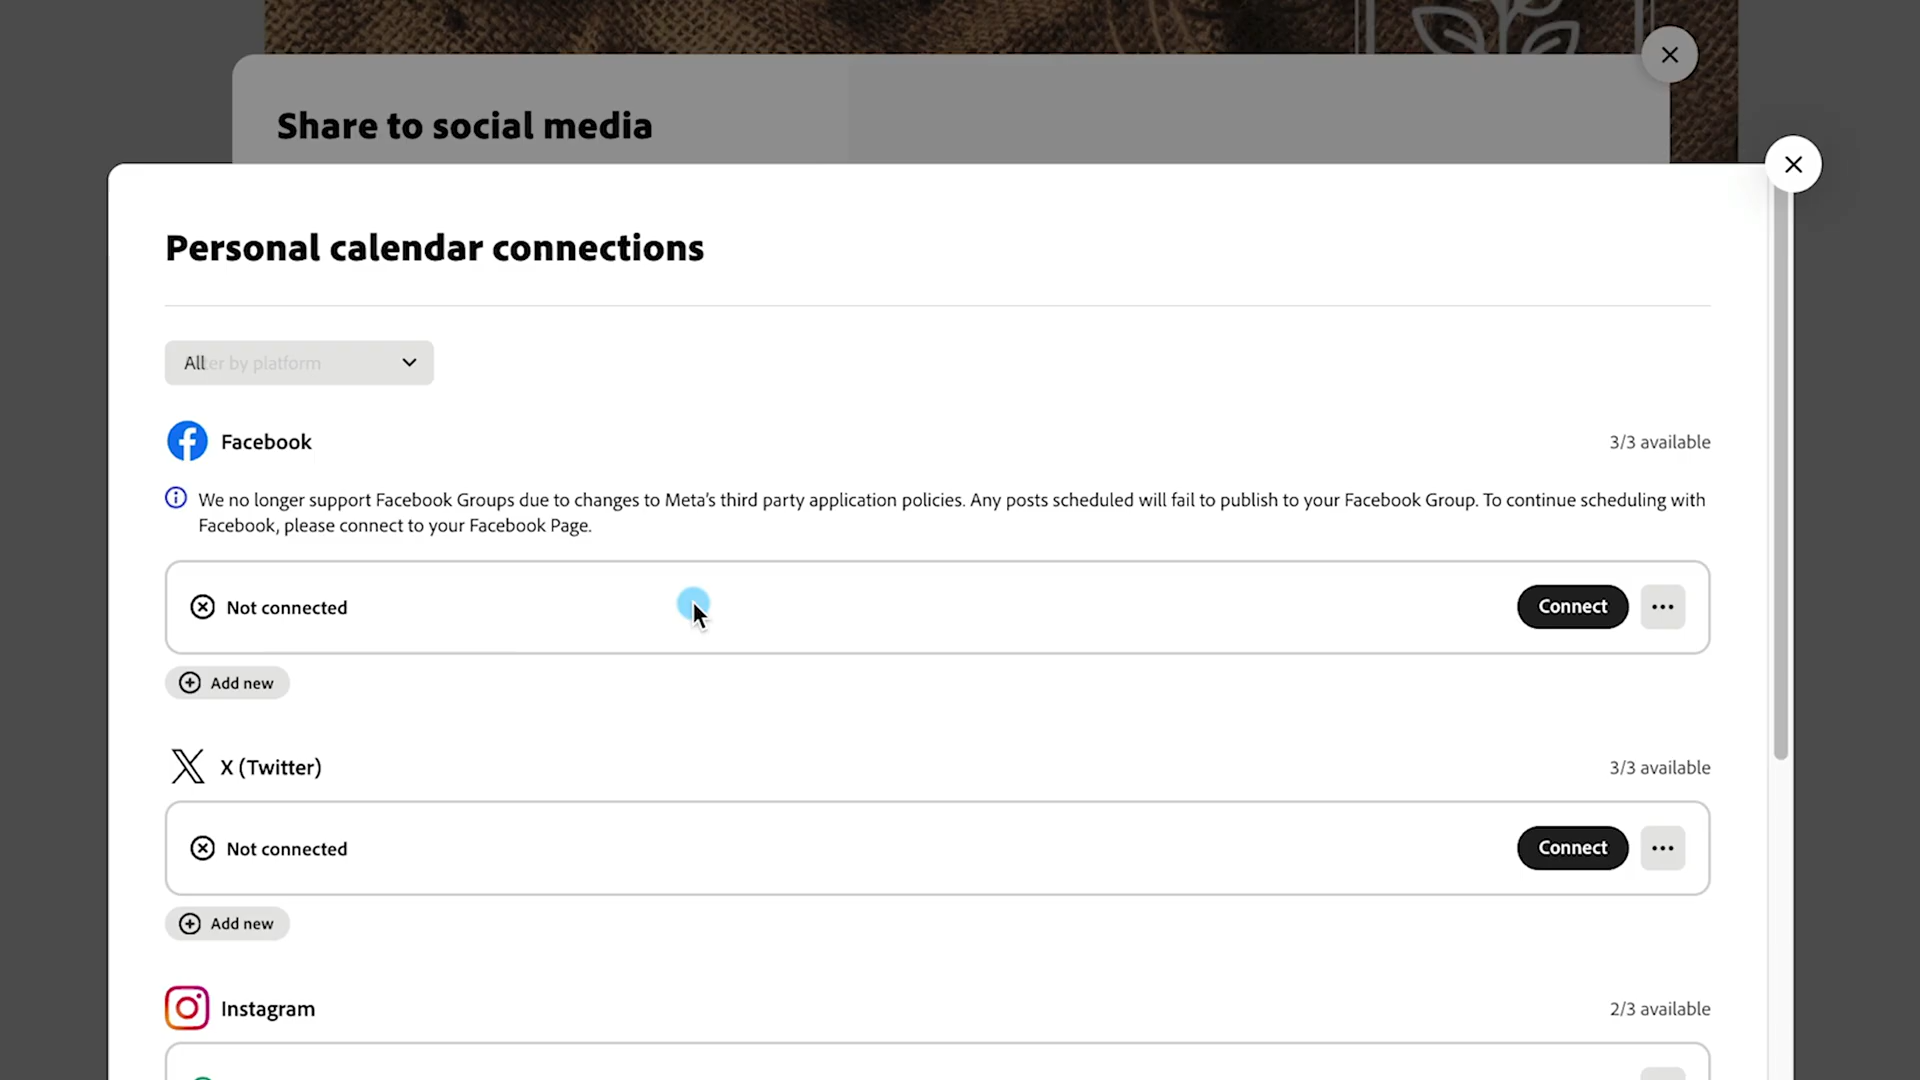 Share to social media
Personal calendar connections
All er by platform
Facebook
3/3 available
We no longer support Facebook Groups due to changes to Meta's third party application policies. Any posts scheduled will fail to publish to your Facebook Group. To continue scheduling with
Facebook, please connect to your Facebook Page.
Not connected
Connect
Add new
X (Twitter)
3/3 available
Not connected
Connect
Add new
Instagram
2/3 available